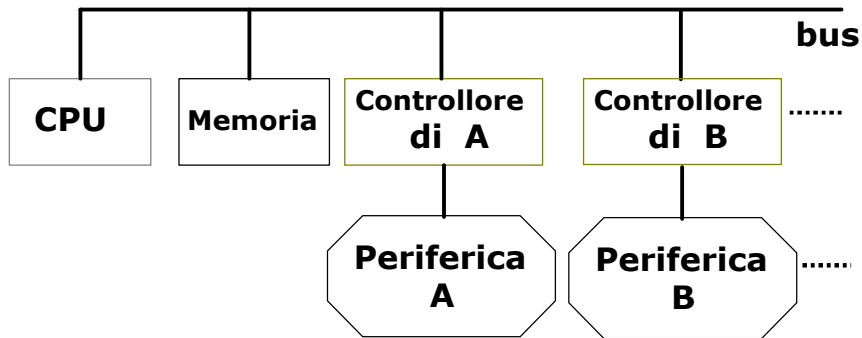 bus
CPU
Memoria
Controllore
di A
Controllore
di B
........
Periferica
A
Periferica
B
.......